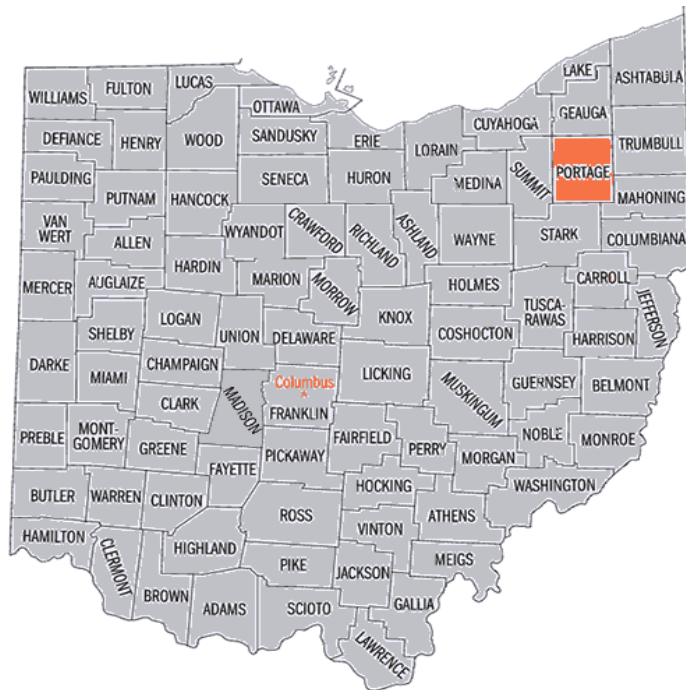 LAKE
ASHTABULA
LUCAS
FULTON
WILLIAMS
OTTAWA
GEAUGA
CUYAHOGA
DEFIANCE
HENRY
WOOD
SANDUSKY
ERIE
LORAIN
TRUMBULL
PORTAGE
SUMMIT
MEDINA
PAULDING
SENECA
HURON
PUTNAM
HANCOCK
MAHONING
VAN
WERT
ALLEN
WYANDOT
CRAWFORD
RICHLAND
ASHLAND
WAYNE
STARK
COLUMBIANA
HARDIN
MERCER
AUGLAIZE
MARION
MORROW
HOLMES
CARROLL
JEFFERSON
TUSCA-
RAWAS
LOGAN
SHELBY
UNION
DELAWARE
KNOX
COSHOCTON
HARRISON
DARKE
MIAMI
CHAMPAIGN
LICKING
Columbus
FRANKLIN
MUSKINGUM
GUERNSEY
BELMONT
CLARK
MADISON
PREBLE
MONT-
GOMERY
GREENE
FAYETTE
PICKAWAY
FAIRFIELD
PERRY
MORGAN
NOBLE
MONROE
BUTLER
WARREN
CLINTON
HOCKING
WASHINGTON
ROSS
VINTON
ATHENS
HAMILTON
CLERMONT
HIGHLAND
PIKE
JACKSON
MEIGS
BROWN
ADAMS
SCIOTO
GALLIA
LAWRENCE